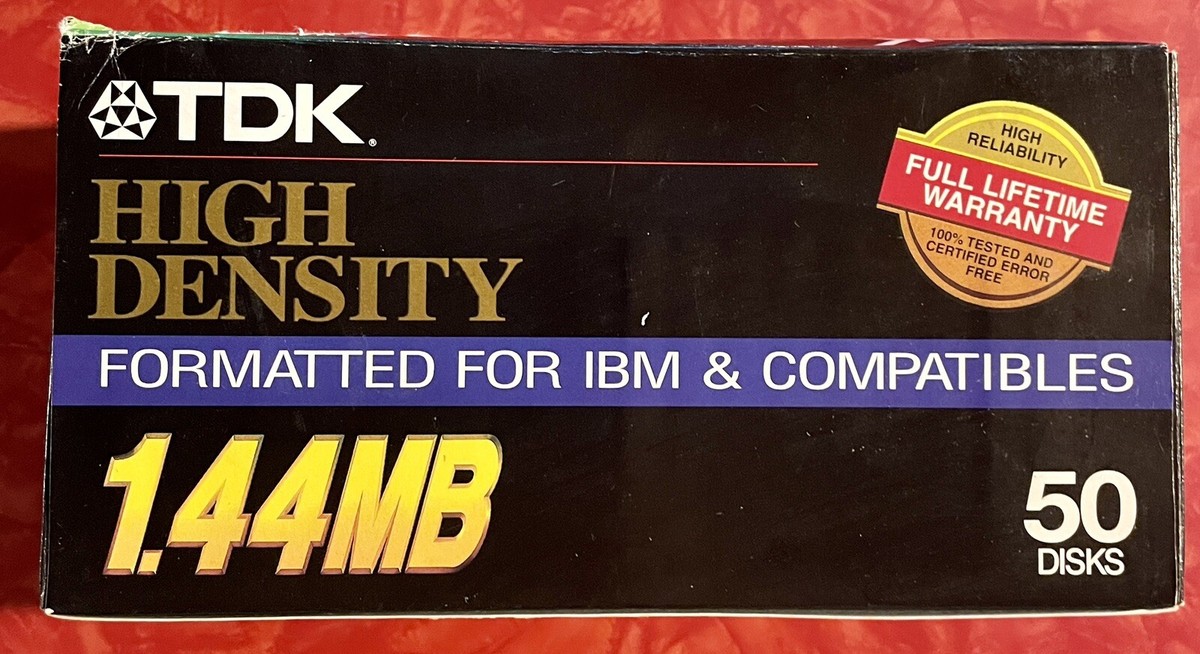 TDK®
HIGH
RELIABILITY
FULL LIFETIME
WARRANTY
100% TESTED AND
CERTIFIED ERROR
FREE
HIGH
DENSITY
FORMATTED FOR IBM & COMPATIBLES
1.44MB
50
DISKS